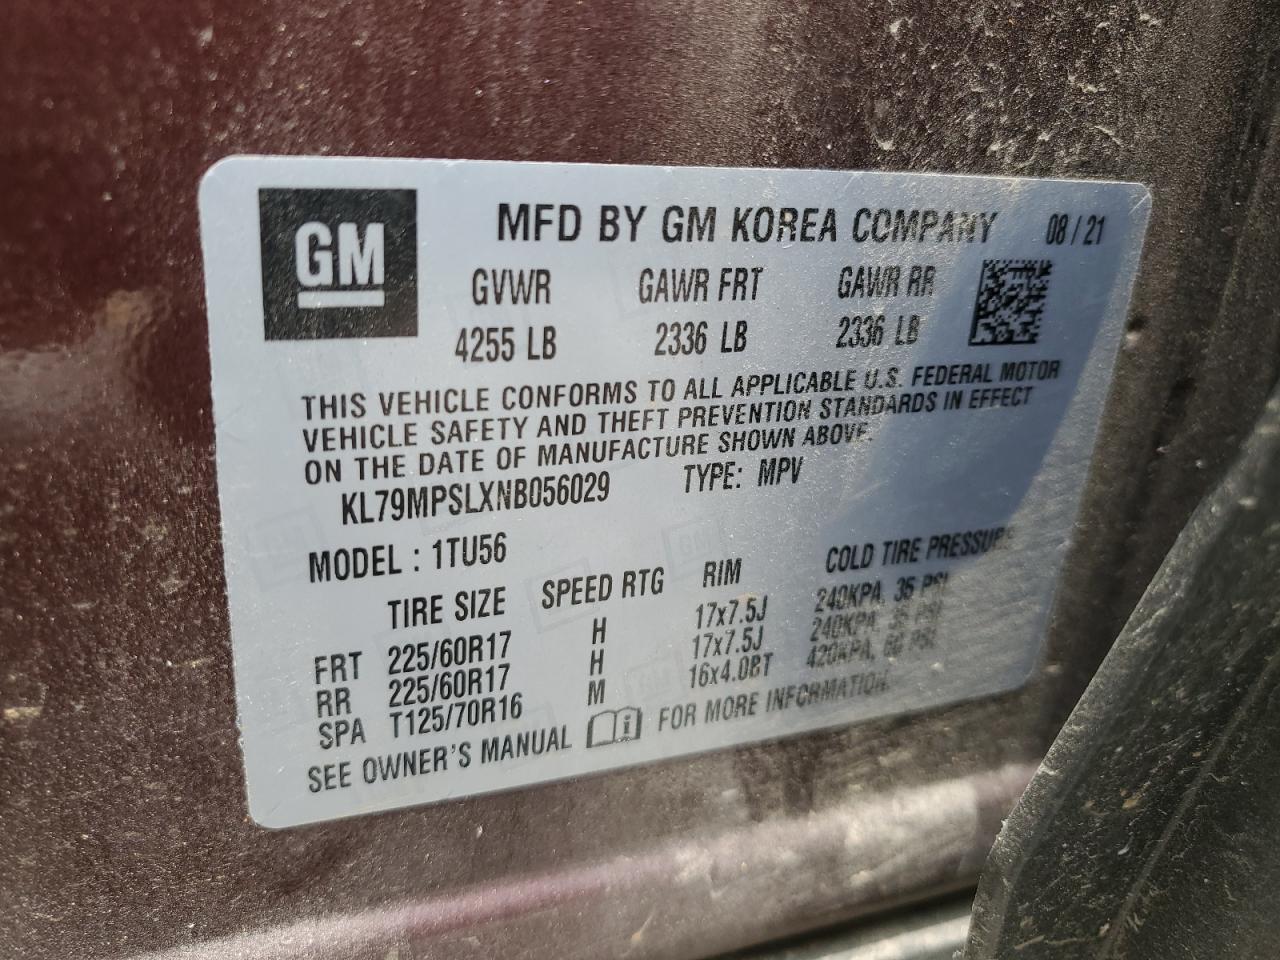 GM
MFD BY GM KOREA COMPANY 08 / 21
GVWR GAWR FRT GAWR RR
4255 LB 2336 LB 2336 LB
THIS VEHICLE CONFORMS TO ALL APPLICABLE U.S. FEDERAL MOTOR
VEHICLE SAFETY AND THEFT PREVENTION STANDARDS IN EFFECT
ON THE DATE OF MANUFACTURE SHOWN ABOVE.
KL79MPSLXNB056029 TYPE: MPV
MODEL : 1TU56
TIRE SIZE SPEED RTG RIM COLD TIRE PRESSURE
FRT 225/60R17 H 17x7.5J 240KPA, 35 PSI
RR 225/60R17 H 17x7.5J 240KPA, 35 PSI
SPA T125/70R16 M 16x4.0BT 420KPA, 60 PSI
SEE OWNER'S MANUAL FOR MORE INFORMATION.